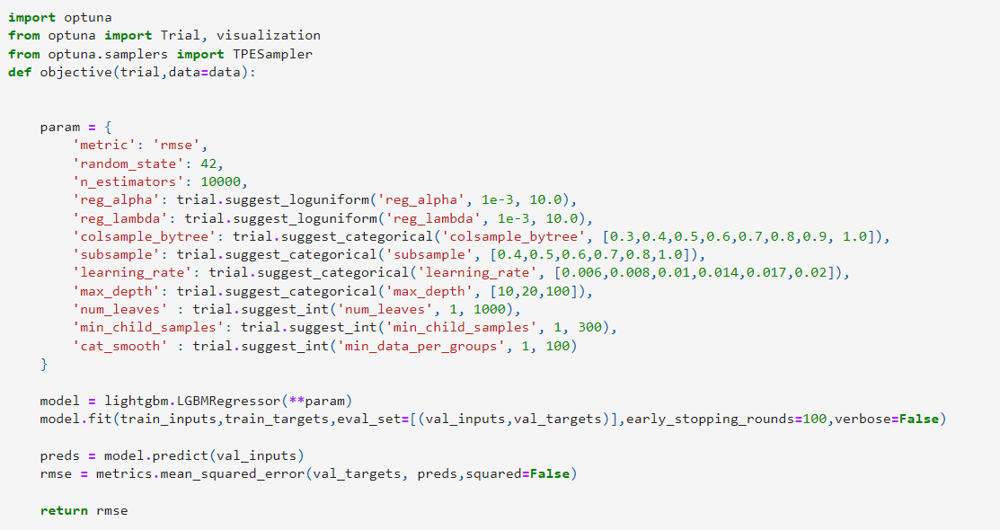 import optuna
from optuna import Trial, visualization
from optuna.samplers import TPESampler
def objective(trial,data=data):
    param = {
        'metric': 'rmse',
        'random_state': 42,
        'n_estimators': 10000,
        'reg_alpha': trial.suggest_loguniform('reg_alpha', 1e-3, 10.0),
        'reg_lambda': trial.suggest_loguniform('reg_lambda', 1e-3, 10.0),
        'colsample_bytree': trial.suggest_categorical('colsample_bytree', [0.3,0.4,0.5,0.6,0.7,0.8,0.9, 1.0]),
        'subsample': trial.suggest_categorical('subsample', [0.4,0.5,0.6,0.7,0.8,1.0]),
        'learning_rate': trial.suggest_categorical('learning_rate', [0.006,0.008,0.01,0.014,0.017,0.02]),
        'max_depth': trial.suggest_categorical('max_depth', [10,20,100]),
        'num_leaves' : trial.suggest_int('num_leaves', 1, 1000),
        'min_child_samples': trial.suggest_int('min_child_samples', 1, 300),
        'cat_smooth' : trial.suggest_int('min_data_per_groups', 1, 100)
    }
    model = lightgbm.LGBMRegressor(**param)
    model.fit(train_inputs,train_targets,eval_set=[(val_inputs,val_targets)],early_stopping_rounds=100,verbose=False)
    preds = model.predict(val_inputs)
    rmse = metrics.mean_squared_error(val_targets, preds,squared=False)
    return rmse